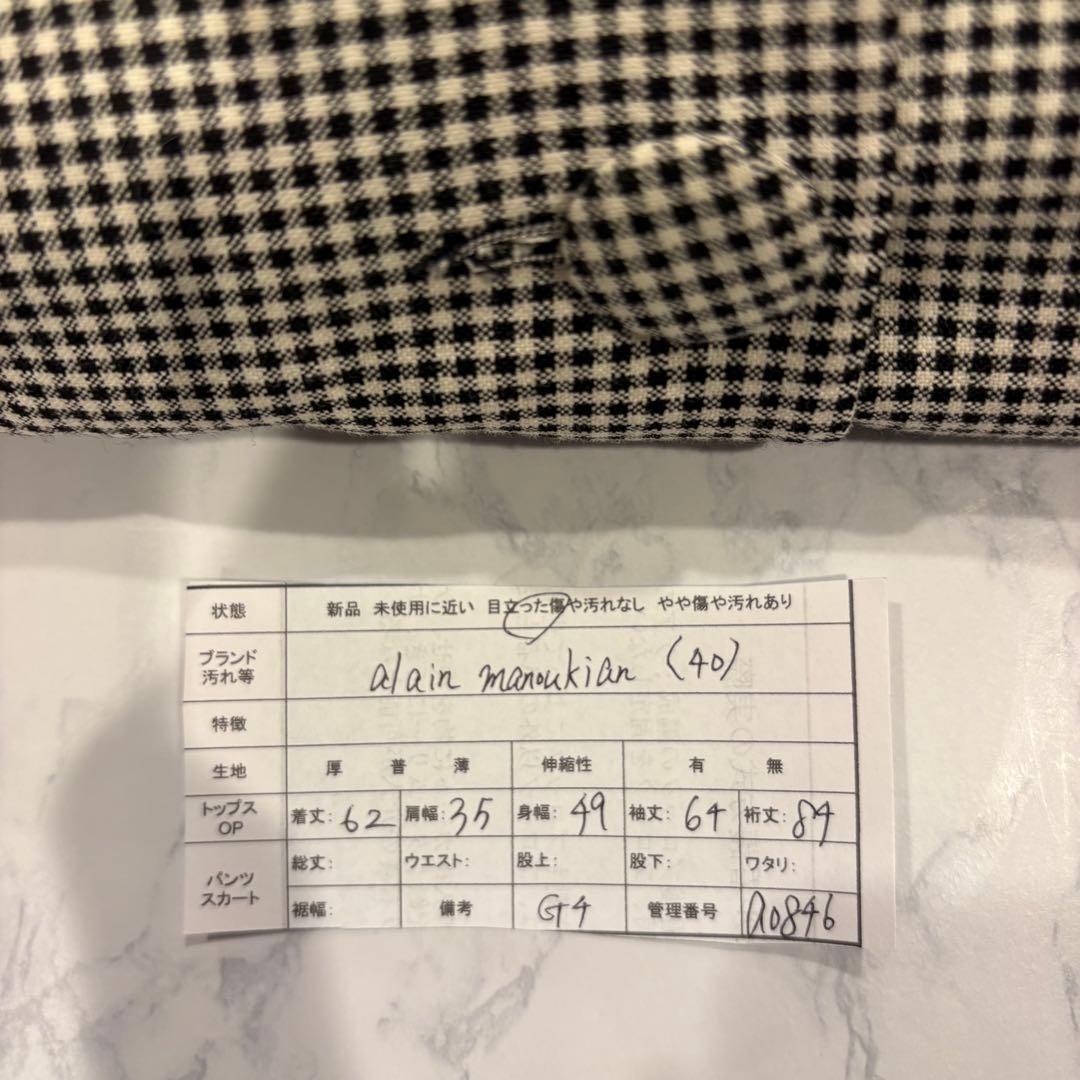 状態 新品 未使用に近い 目立った傷や汚れなし やや傷や汚れあり
ブランド
汚れ等
alain manoukian (40)
特徴
生地 厚 普 薄 伸縮性 有 無
トップス
OP
着丈: 62 肩幅: 35 身幅: 49 袖丈: 64 裄丈: 84
パンツ
スカート
総丈: ウエスト: 股上: 股下: ワタリ:
裾幅: 備考 G4 管理番号 a0846